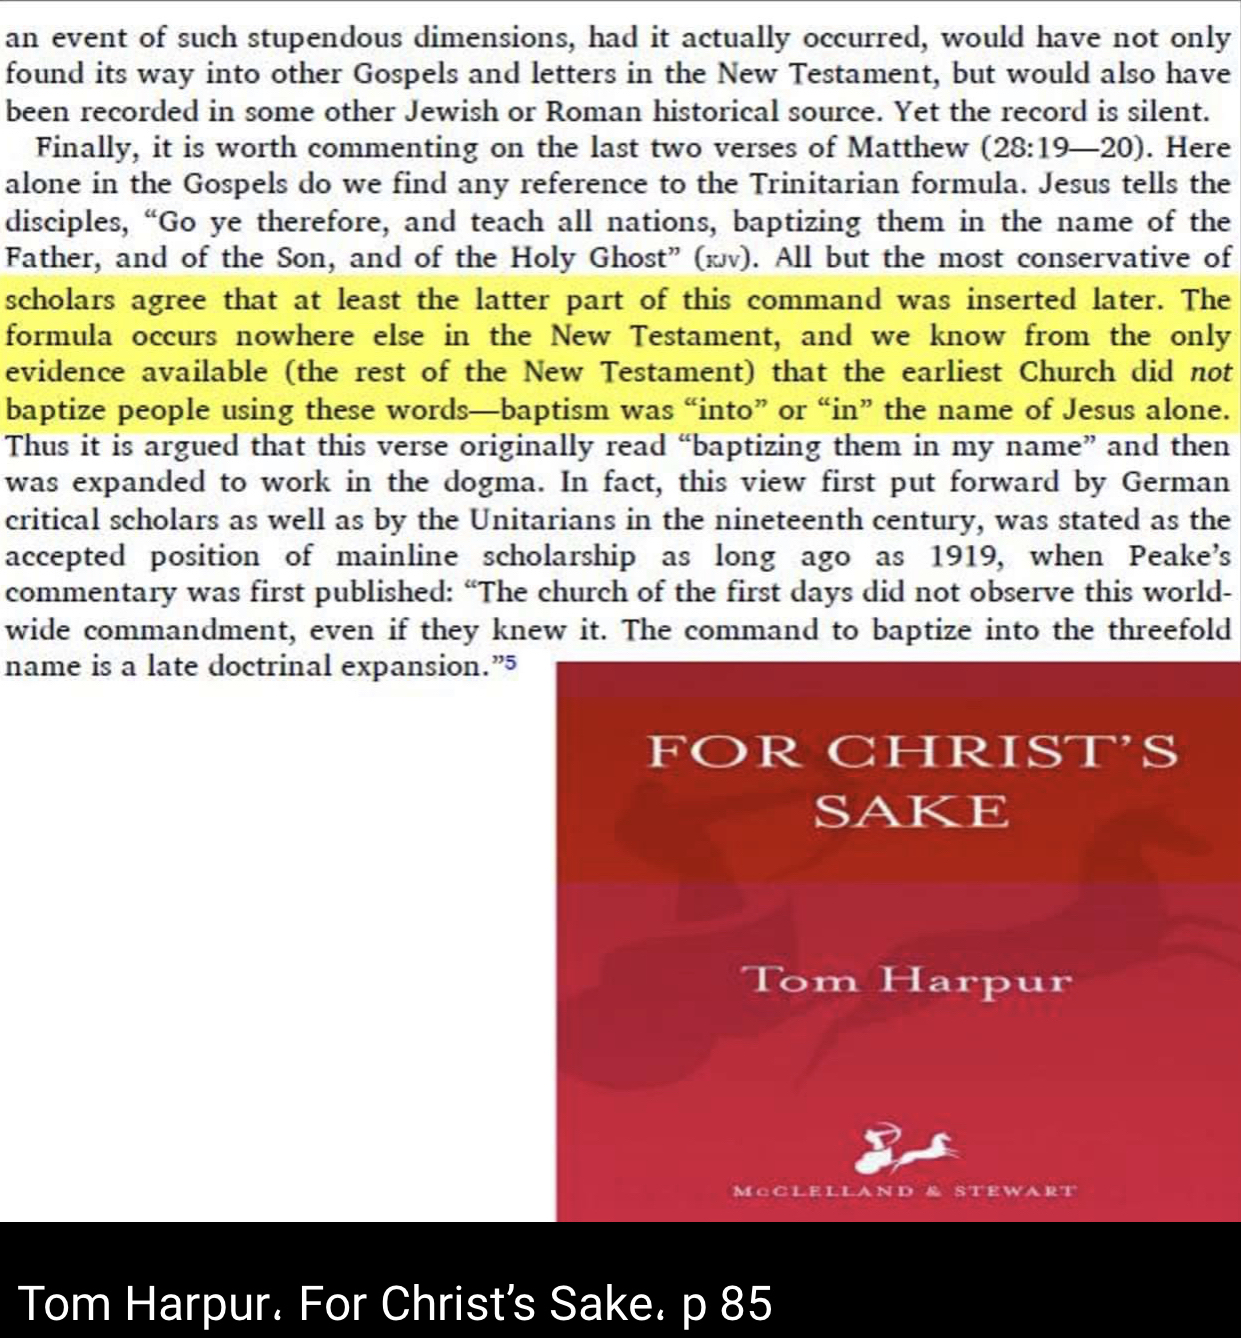 an event of such stupendous dimensions, had it actually occurred, would have not only
found its way into other Gospels and letters in the New Testament, but would also have
been recorded in some other Jewish or Roman historical source. Yet the record is silent.
Finally, it is worth commenting on the last two verses of Matthew (28:19—20). Here
alone in the Gospels do we find any reference to the Trinitarian formula. Jesus tells the
disciples, “Go ye therefore, and teach all nations, baptizing them in the name of the
Father, and of the Son, and of the Holy Ghost” (KJV). All but the most conservative of
scholars agree that at least the latter part of this command was inserted later. The
formula occurs nowhere else in the New Testament, and we know from the only
evidence available (the rest of the New Testament) that the earliest Church did not
baptize people using these words—baptism was “into” or “in” the name of Jesus alone.
Thus it is argued that this verse originally read “baptizing them in my name” and then
was expanded to work in the dogma. In fact, this view first put forward by German
critical scholars as well as by the Unitarians in the nineteenth century, was stated as the
accepted position of mainline scholarship as long ago as 1919, when Peake’s
commentary was first published: “The church of the first days did not observe this world-
wide commandment, even if they knew it. The command to baptize into the threefold
name is a late doctrinal expansion.”5
FOR CHRIST’S
SAKE
Tom Harpur
McCLELLAND & STEWART
Tom Harpur، For Christ’s Sake، p 85